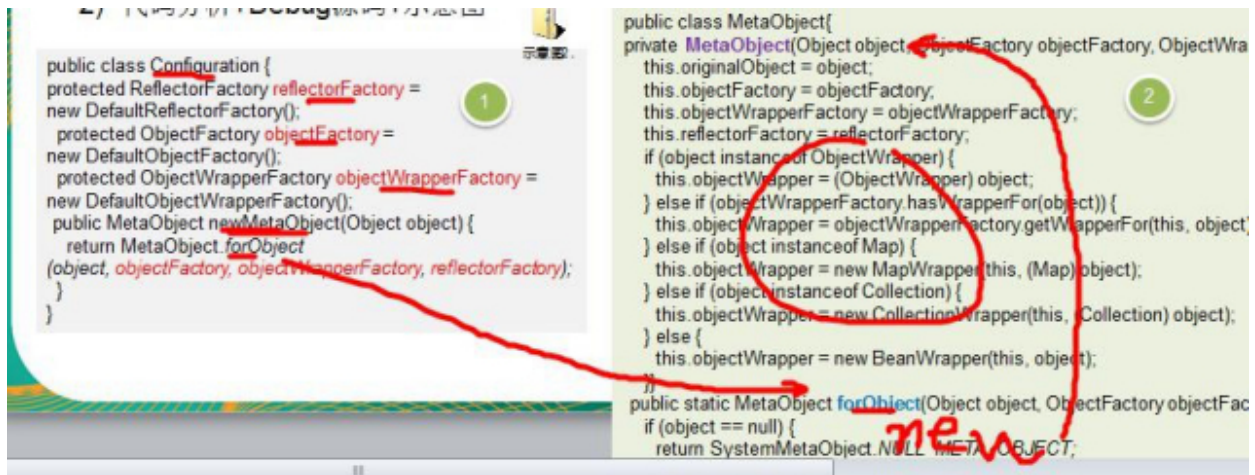 2) 代码分析+Debug源码+示意图
示意图2..
public class Configuration {
protected ReflectorFactory reflectorFactory =
new DefaultReflectorFactory();
protected ObjectFactory objectFactory =
new DefaultObjectFactory();
protected ObjectWrapperFactory objectWrapperFactory =
new DefaultObjectWrapperFactory();
public MetaObject newMetaObject(Object object) {
return MetaObject.forObject
(object, objectFactory, objectWrapperFactory, reflectorFactory);
}
}
1
public class MetaObject{
private MetaObject(Object object, ObjectFactory objectFactory, ObjectWra
this.originalObject = object;
this.objectFactory = objectFactory;
this.objectWrapperFactory = objectWrapperFactory;
this.reflectorFactory = reflectorFactory;
if (object instanceof ObjectWrapper) {
this.objectWrapper = (ObjectWrapper) object;
} else if (objectWrapperFactory.hasWrapperFor(object)) {
this.objectWrapper = objectWrapperFactory.getWrapperFor(this, object)
} else if (object instanceof Map) {
this.objectWrapper = new MapWrapper(this, (Map) object);
} else if (object instanceof Collection) {
this.objectWrapper = new CollectionWrapper(this, (Collection) object);
} else {
this.objectWrapper = new BeanWrapper(this, object);
}}
public static MetaObject forObject(Object object, ObjectFactory objectFac
if (object == null) {
return SystemMetaObject.NULL_META_OBJECT;
2
new